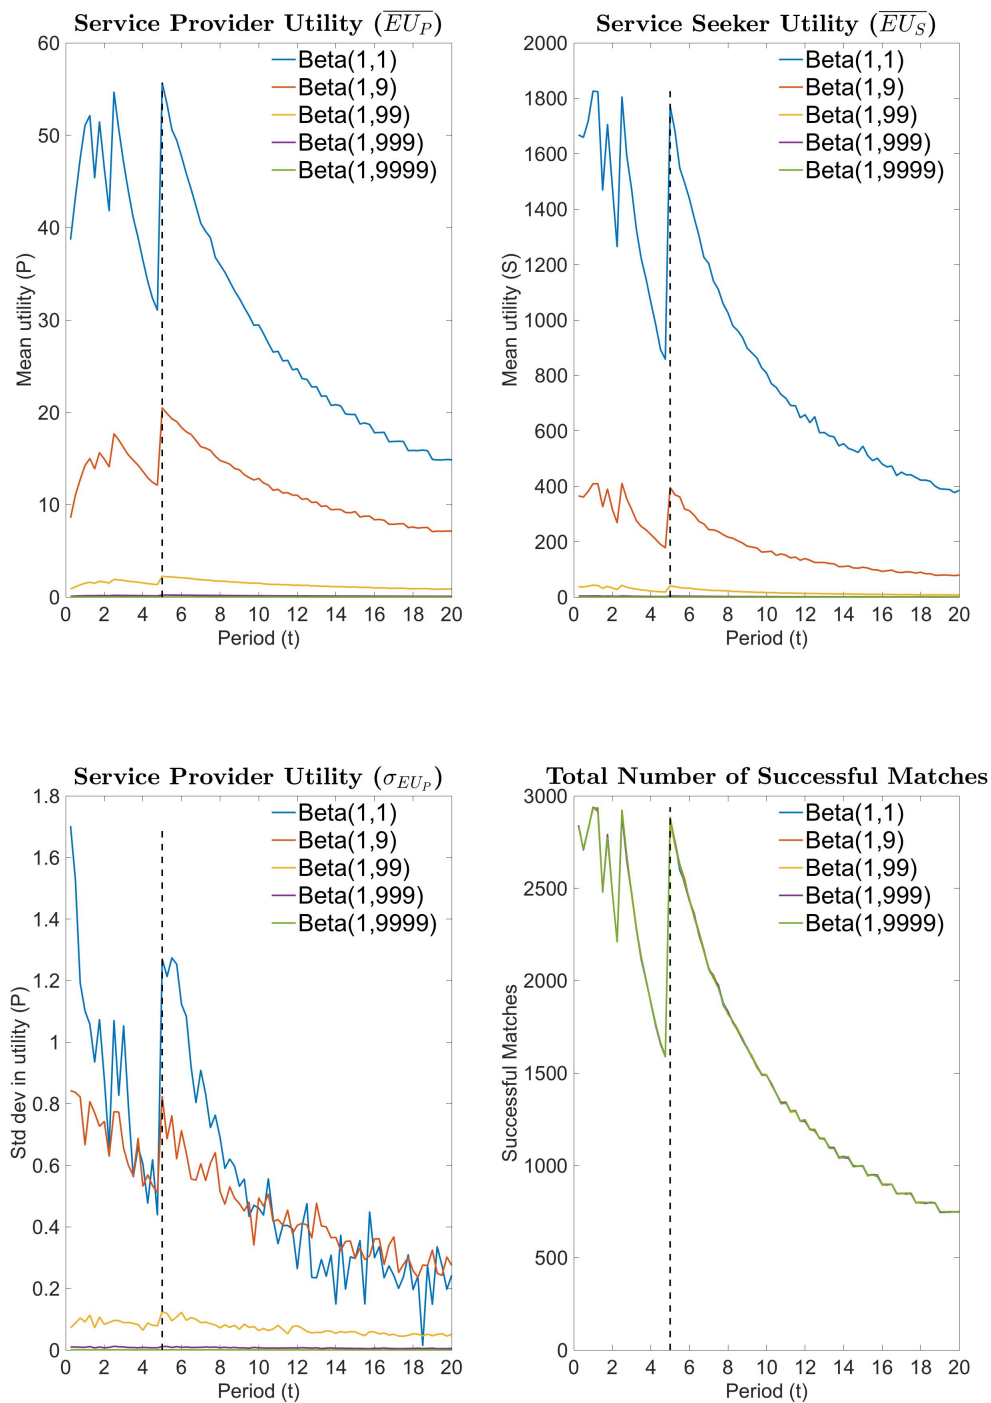 Service Provider Utility (EU_P)
60
50
40
30
20
10
0
0 2 4 6 8 10 12 14 16 18 20
Mean utility (P)
Period (t)
Beta(1,1)
Beta(1,9)
Beta(1,99)
Beta(1,999)
Beta(1,9999)
Service Seeker Utility (EU_S)
2000
1800
1600
1400
1200
1000
800
600
400
200
0
0 2 4 6 8 10 12 14 16 18 20
Mean utility (S)
Period (t)
Beta(1,1)
Beta(1,9)
Beta(1,99)
Beta(1,999)
Beta(1,9999)
Service Provider Utility (σ_EU_P)
1.8
1.6
1.4
1.2
1
0.8
0.6
0.4
0.2
0
0 2 4 6 8 10 12 14 16 18 20
Std dev in utility (P)
Period (t)
Beta(1,1)
Beta(1,9)
Beta(1,99)
Beta(1,999)
Beta(1,9999)
Total Number of Successful Matches
3000
2500
2000
1500
1000
500
0
0 2 4 6 8 10 12 14 16 18 20
Successful Matches
Period (t)
Beta(1,1)
Beta(1,9)
Beta(1,99)
Beta(1,999)
Beta(1,9999)